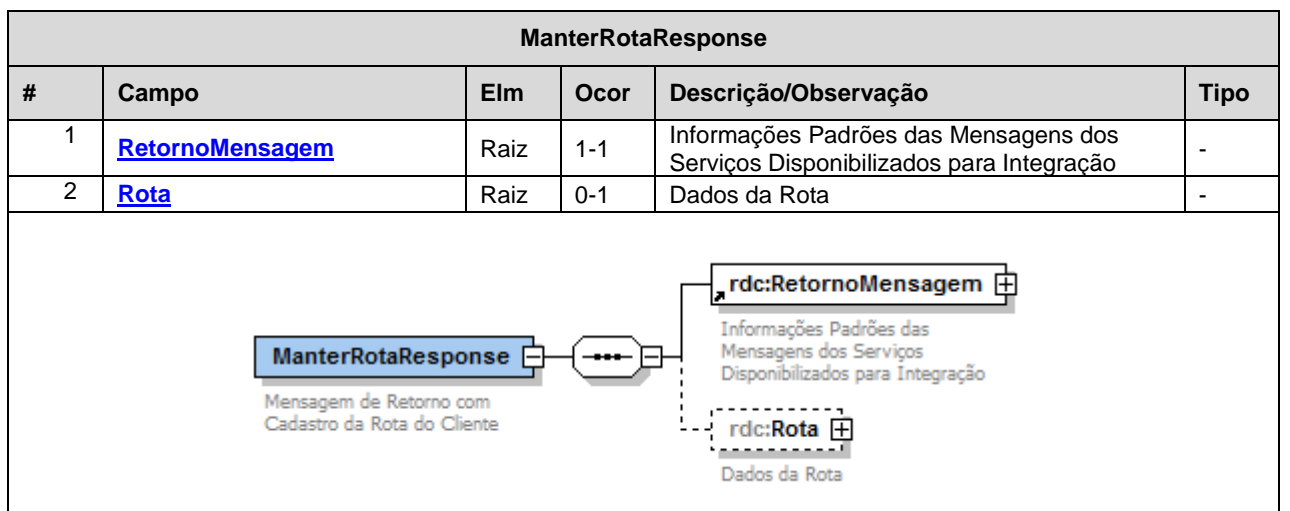 ManterRotaResponse
# Campo Elm Ocor Descrição/Observação Tipo
1 RetornoMensagem Raiz 1-1 Informações Padrões das Mensagens dos
Serviços Disponibilizados para Integração -
2 Rota Raiz 0-1 Dados da Rota -
rdc:RetornoMensagem
Informações Padrões das
Mensagens dos Serviços
Disponibilizados para Integração
ManterRotaResponse
Mensagem de Retorno com
Cadastro da Rota do Cliente
rdc:Rota
Dados da Rota